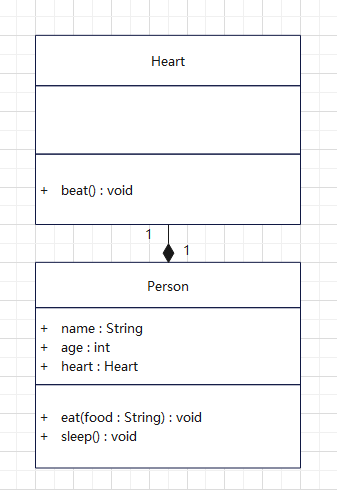 Heart
+ beat() : void
1
1
Person
+ name : String
+ age : int
+ heart : Heart
+ eat(food : String) : void
+ sleep() : void